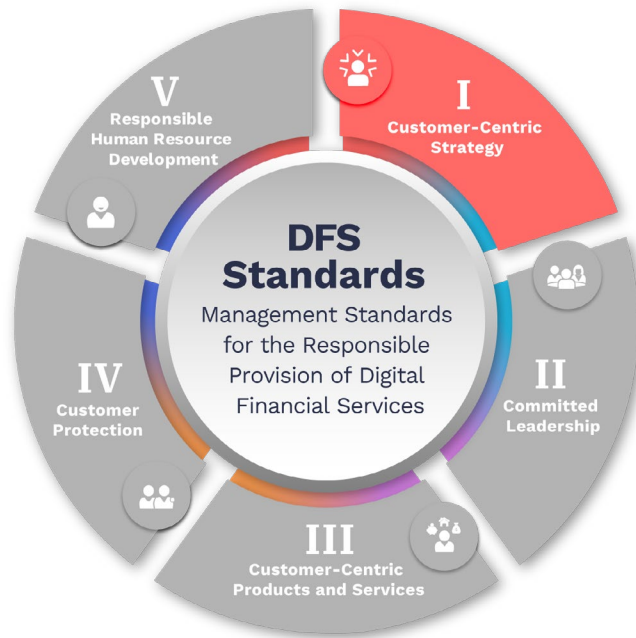 DFS
Standards
Management Standards
for the Responsible
Provision of Digital
Financial Services
I
Customer-Centric
Strategy
II
Committed
Leadership
III
Customer-Centric
Products and Services
IV
Customer
Protection
V
Responsible
Human Resource
Development